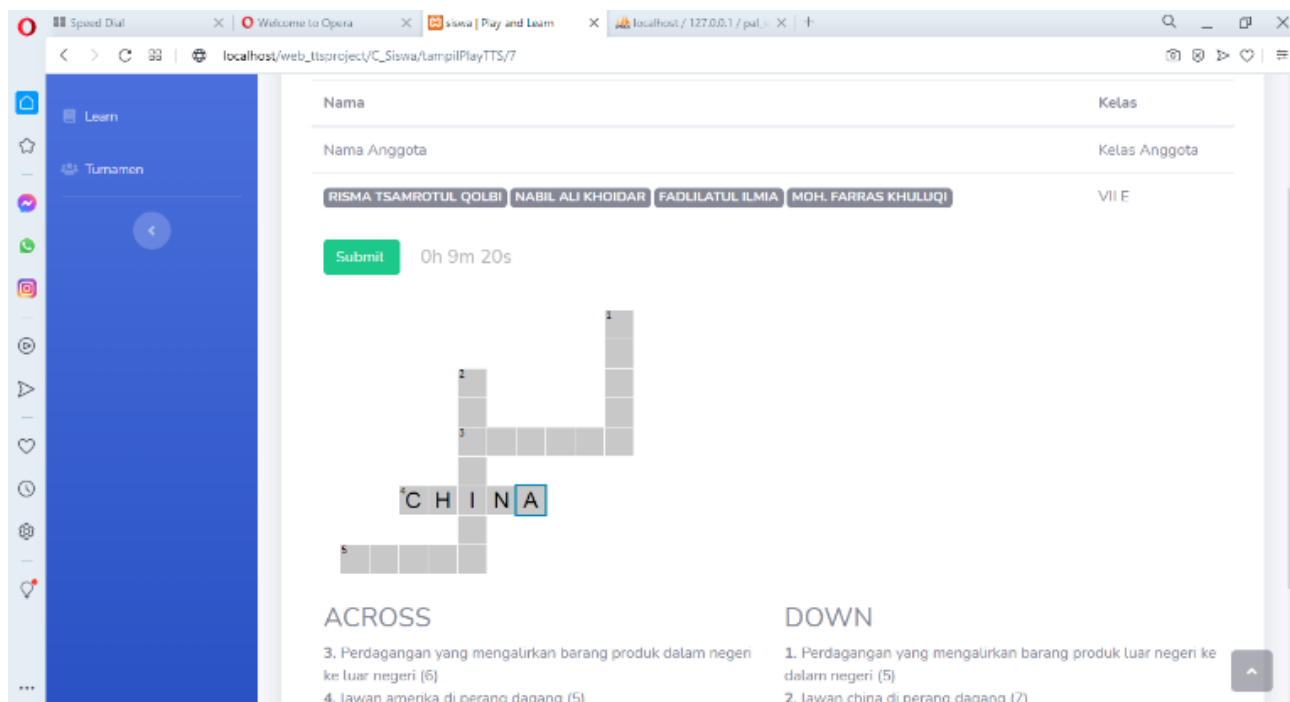 Speed Dial
Welcome to Opera
siswa | Play and Learn
localhost / 127.0.0.1 / pal_s
localhost/web_ttsproject/C_Siswa/tampilPlayTTS/7
Learn
Turnamen
Nama Kelas
Nama Anggota Kelas Anggota
RISMA TSAMROTUL QOLBI NABIL ALI KHOIDAR FADLILATUL ILMIA MOH. FARRAS KHULUQI VII E
Submit 0h 9m 20s
1
2
3
4 C H I N A
5
ACROSS
3. Perdagangan yang mengalirkan barang produk dalam negeri
ke luar negeri (6)
4. lawan amerika di perang dagang (5)
DOWN
1. Perdagangan yang mengalirkan barang produk luar negeri ke
dalam negeri (5)
2. lawan china di perang dagang (7)